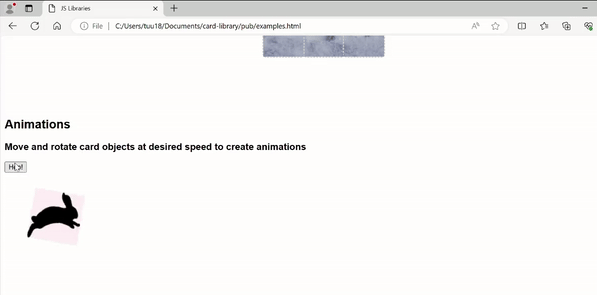 JS Libraries
File
C:/Users/tuu18/Documents/card-library/pub/examples.html
Animations
Move and rotate card objects at desired speed to create animations